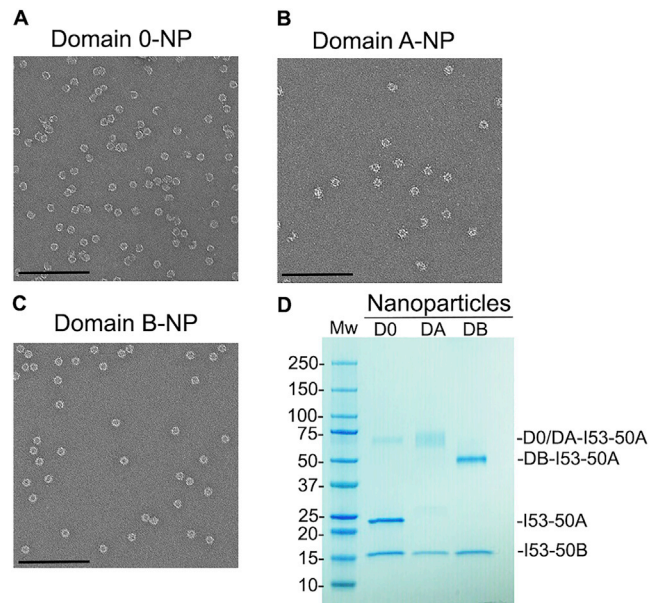 A
Domain 0-NP
B
Domain A-NP
C
Domain B-NP
D
Nanoparticles
Mw D0 DA DB
250-
150-
100-
75-
50-
37-
25-
20-
15-
10-
-D0/DA-I53-50A
-DB-I53-50A
-I53-50A
-I53-50B